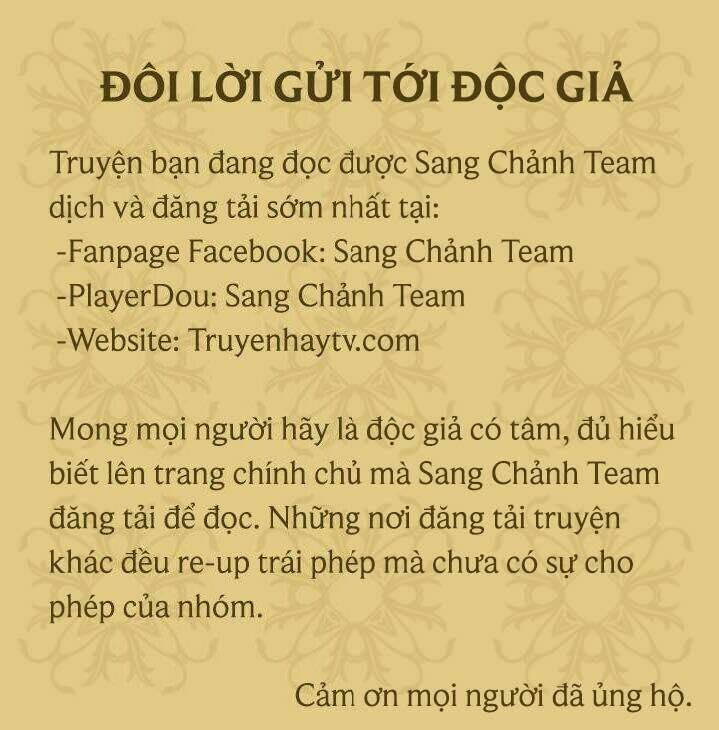 ĐÔI LỜI GỬI TỚI ĐỘC GIẢ
Truyện bạn đang đọc được Sang Chảnh Team
dịch và đăng tải sớm nhất tại:
-Fanpage Facebook: Sang Chảnh Team
-PlayerDou: Sang Chảnh Team
-Website: Truyenhaytv.com
Mong mọi người hãy là độc giả có tâm, đủ hiểu
biết lên trang chính chủ mà Sang Chảnh Team
đăng tải để đọc. Những nơi đăng tải truyện
khác đều re-up trái phép mà chưa có sự cho
phép của nhóm.
Cảm ơn mọi người đã ủng hộ.